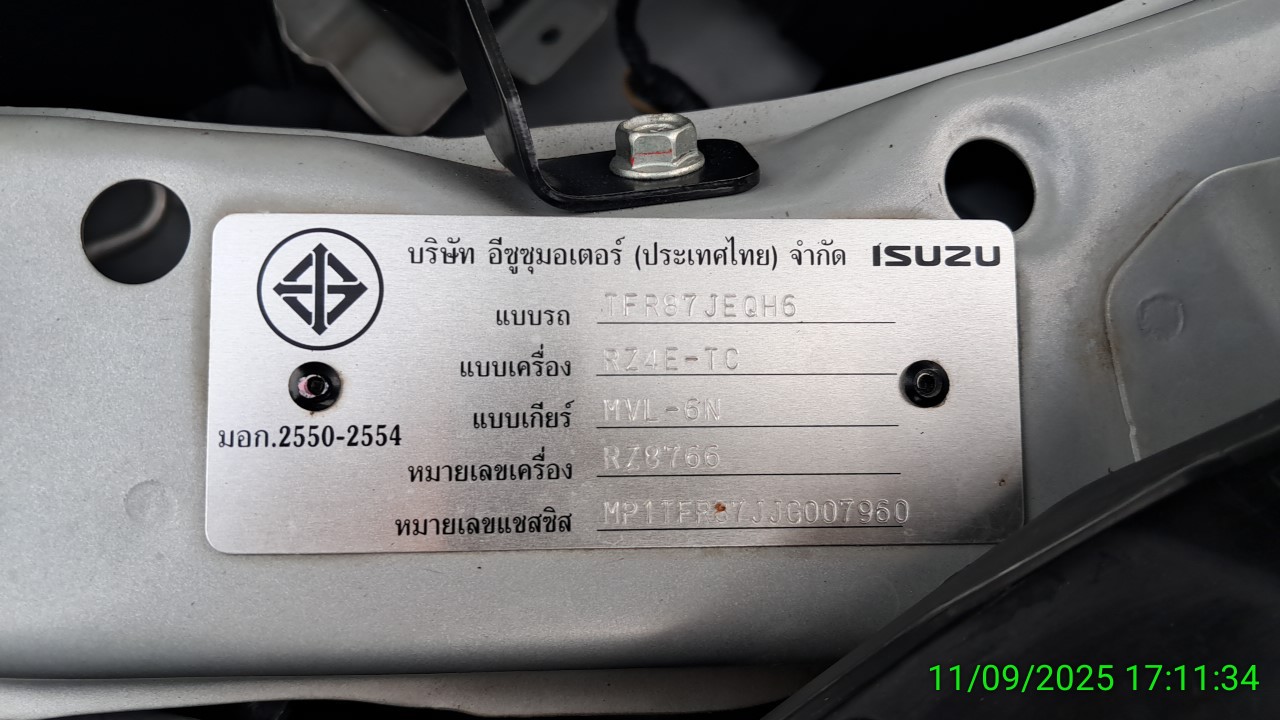 บริษัท อีซูซุมอเตอร์ (ประเทศไทย) จำกัด ISUZU
แบบรถ TFR87JEQH6
แบบเครื่อง RZ4E-TC
แบบเกียร์ MVL-6N
มอก.2550-2554
หมายเลขเครื่อง RZ8766
หมายเลขแชสซิส MP1TFR87JJG007960
11/09/2025 17:11:34